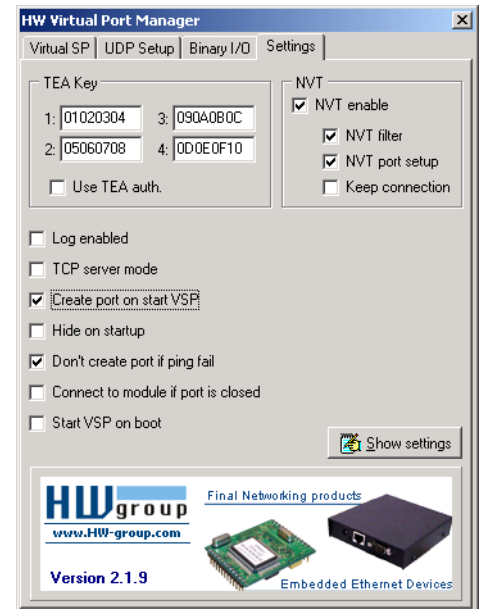 HW Virtual Port Manager
Virtual SP UDP Setup Binary I/O Settings
TEA Key
1: 01020304 3: 090A0B0C
2: 05060708 4: 0D0E0F10
Use TEA auth.
NVT
NVT enable
NVT filter
NVT port setup
Keep connection
Log enabled
TCP server mode
Create port on start VSP
Hide on startup
Don't create port if ping fail
Connect to module if port is closed
Start VSP on boot
Show settings
HWgroup
www.HW-group.com
Version 2.1.9
Final Networking products
Embedded Ethernet Devices